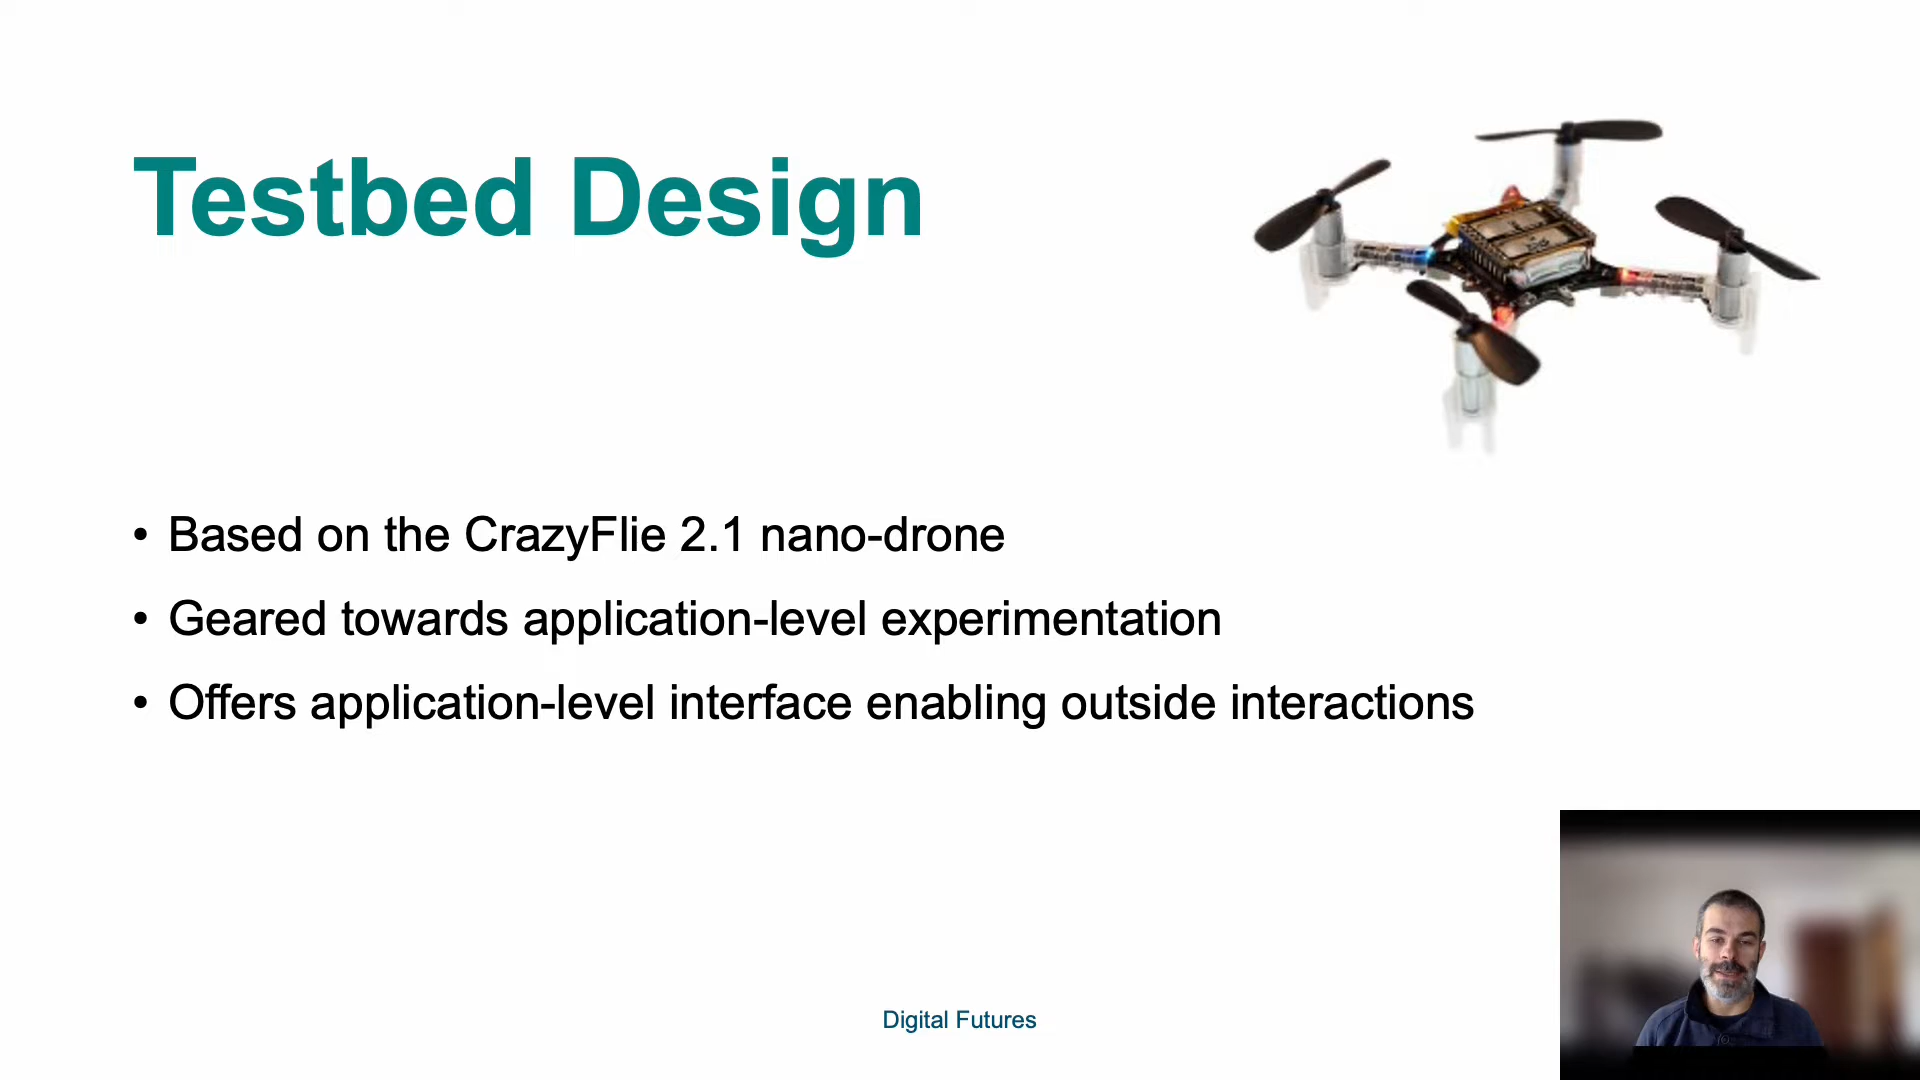 Testbed Design
• Based on the CrazyFlie 2.1 nano-drone
• Geared towards application-level experimentation
• Offers application-level interface enabling outside interactions
Digital Futures